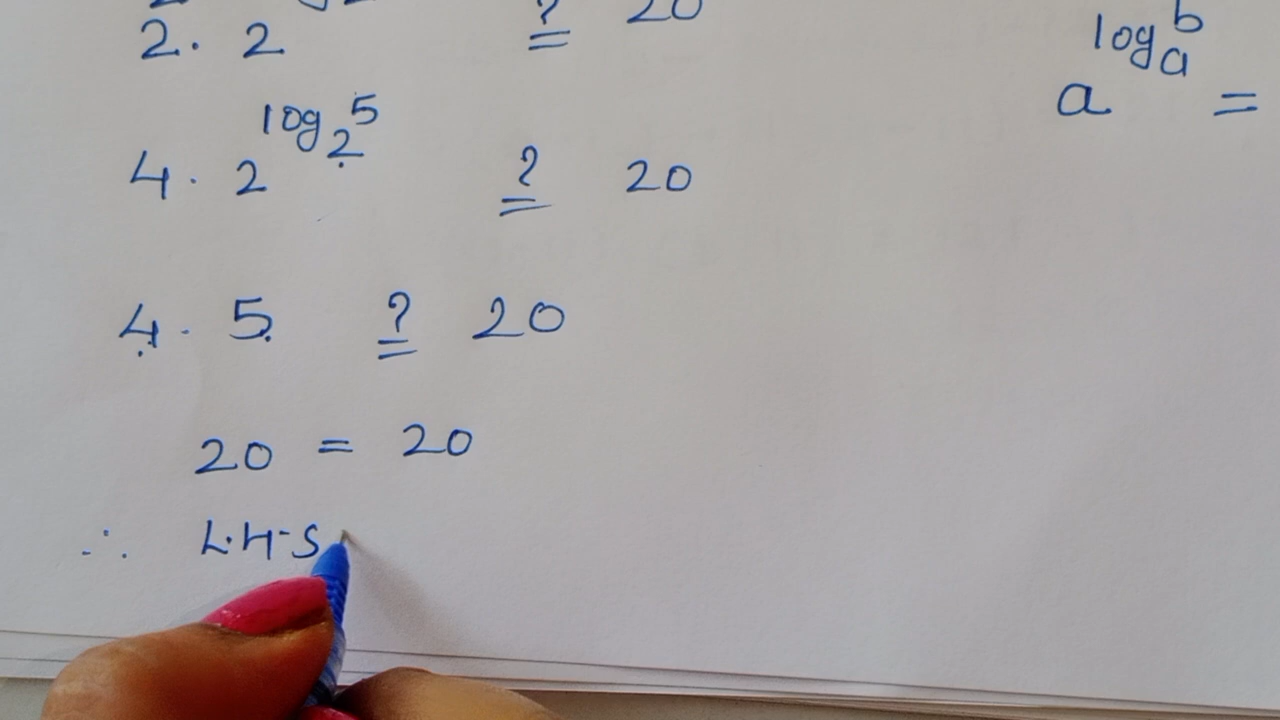 2 · 2 ≟ 20
4 · 2^log_2 5 ≟ 20
4 · 5 ≟ 20
20 = 20
∴ L.H.S
a^log_a b =